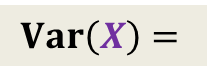 Var(X) =